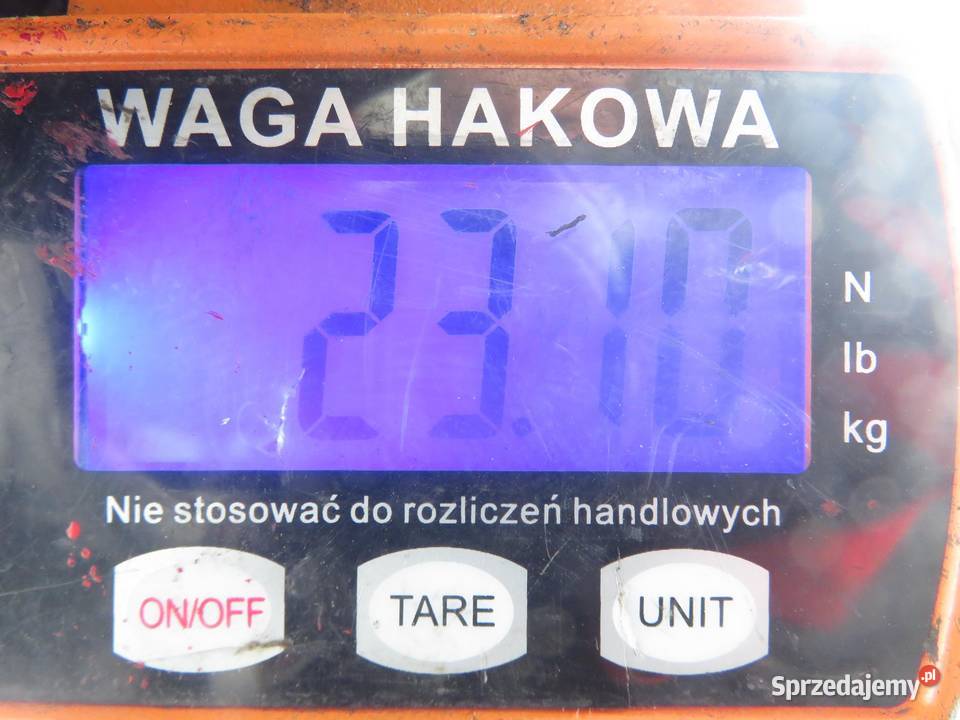 WAGA HAKOWA
23.10
N
lb
kg
Nie stosować do rozliczeń handlowych
ON/OFF TARE UNIT
Sprzedajemy.pl